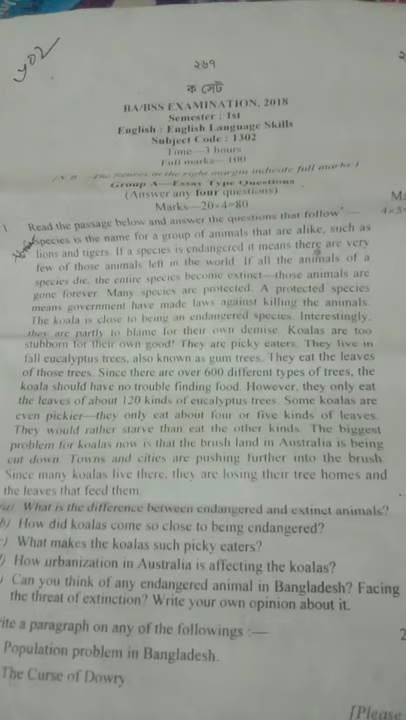 ২৬৭
ক সেট
BA/BSS EXAMINATION, 2018
Semester : 1st
English : English Language Skills
Subject Code : 1302
Time—3 hours
Full marks—100
[N.B.—The figures in the right margin indicate full marks.]
Group A—Essay Type Questions
(Answer any four questions)
Marks—20×4=80
1. Read the passage below and answer the questions that follow :—
4×5=
Species is the name for a group of animals that are alike, such as
lions and tigers. If a species is endangered it means there are very
few of those animals left in the world. If all the animals of a
species die, the entire species become extinct—those animals are
gone forever. Many species are protected. A protected species
means government have made laws against killing the animals.
The koala is close to being an endangered species. Interestingly,
they are partly to blame for their own demise. Koalas are too
stubborn for their own good! They are picky eaters. They live in
fall eucalyptus trees, also known as gum trees. They eat the leaves
of those trees. Since there are over 600 different types of trees, the
koala should have no trouble finding food. However, they only eat
the leaves of about 120 kinds of eucalyptus trees. Some koalas are
even pickier—they only eat about four or five kinds of leaves.
They would rather starve than eat the other kinds. The biggest
problem for koalas now is that the brush land in Australia is being
cut down. Towns and cities are pushing further into the brush.
Since many koalas live there, they are losing their tree homes and
the leaves that feed them.
(a) What is the difference between endangered and extinct animals?
b) How did koalas come so close to being endangered?
) What makes the koalas such picky eaters?
) How urbanization in Australia is affecting the koalas?
) Can you think of any endangered animal in Bangladesh? Facing
the threat of extinction? Write your own opinion about it.
rite a paragraph on any of the followings :—
2
Population problem in Bangladesh.
The Curse of Dowry
[Please